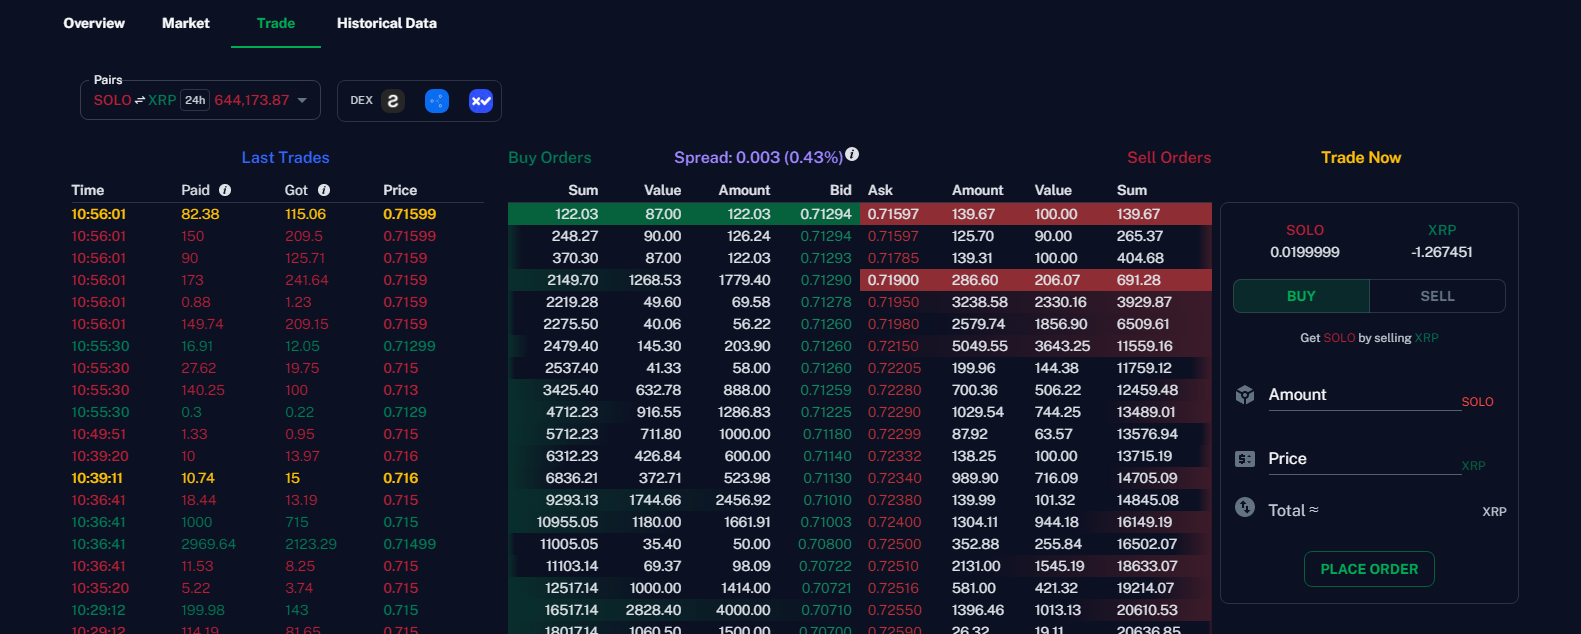 Overview Market Trade Historical Data
Pairs
SOLO ⇌ XRP 24h 644,173.87 DEX
Last Trades Buy Orders Spread: 0.003 (0.43%) Sell Orders Trade Now
Time Paid Got Price Sum Value Amount Bid Ask Amount Value Sum
10:56:01 82.38 115.06 0.71599 122.03 87.00 122.03 0.71294 0.71597 139.67 100.00 139.67
10:56:01 150 209.5 0.71599 248.27 90.00 126.24 0.71294 0.71597 125.70 90.00 265.37 SOLO XRP
10:56:01 90 125.71 0.7159 370.30 87.00 122.03 0.71293 0.71785 139.31 100.00 404.68 0.0199999 -1.267451
10:56:01 173 241.64 0.7159 2149.70 1268.53 1779.40 0.71290 0.71900 286.60 206.07 691.28
10:56:01 0.88 1.23 0.7159 2219.28 49.60 69.58 0.71278 0.71950 3238.58 2330.16 3929.87 BUY SELL
10:56:01 149.74 209.15 0.7159 2275.50 40.06 56.22 0.71260 0.71980 2579.74 1856.90 6509.61
10:55:30 16.91 12.05 0.71299 2479.40 145.30 203.90 0.71260 0.72150 5049.55 3643.25 11559.16 Get SOLO by selling XRP
10:55:30 27.62 19.75 0.715 2537.40 41.33 58.00 0.71260 0.72205 199.96 144.38 11759.12
10:55:30 140.25 100 0.713 3425.40 632.78 888.00 0.71259 0.72280 700.36 506.22 12459.48 Amount SOLO
10:55:30 0.3 0.22 0.7129 4712.23 916.55 1286.83 0.71225 0.72290 1029.54 744.25 13489.01
10:49:51 1.33 0.95 0.715 5712.23 711.80 1000.00 0.71180 0.72299 87.92 63.57 13576.94
10:39:20 10 13.97 0.716 6312.23 426.84 600.00 0.71140 0.72332 138.25 100.00 13715.19 Price XRP
10:39:11 10.74 15 0.716 6836.21 372.71 523.98 0.71130 0.72340 989.90 716.09 14705.09
10:36:41 18.44 13.19 0.715 9293.13 1744.66 2456.92 0.71010 0.72380 139.99 101.32 14845.08 Total ≈ XRP
10:36:41 1000 715 0.715 10955.05 1180.00 1661.91 0.71003 0.72400 1304.11 944.18 16149.19
10:36:41 2969.64 2123.29 0.71499 11005.05 35.40 50.00 0.70800 0.72500 352.88 255.84 16502.07
10:36:41 11.53 8.25 0.715 11103.14 69.37 98.09 0.70722 0.72510 2131.00 1545.19 18633.07 PLACE ORDER
10:35:20 5.22 3.74 0.715 12517.14 1000.00 1414.00 0.70721 0.72516 581.00 421.32 19214.07
10:29:12 199.98 143 0.715 16517.14 2828.40 4000.00 0.70710 0.72550 1396.46 1013.13 20610.53
10:29:12 114.19 81.65 0.715 18017.14 1060.50 1500.00 0.70700 0.72590 26.32 19.11 20636.85